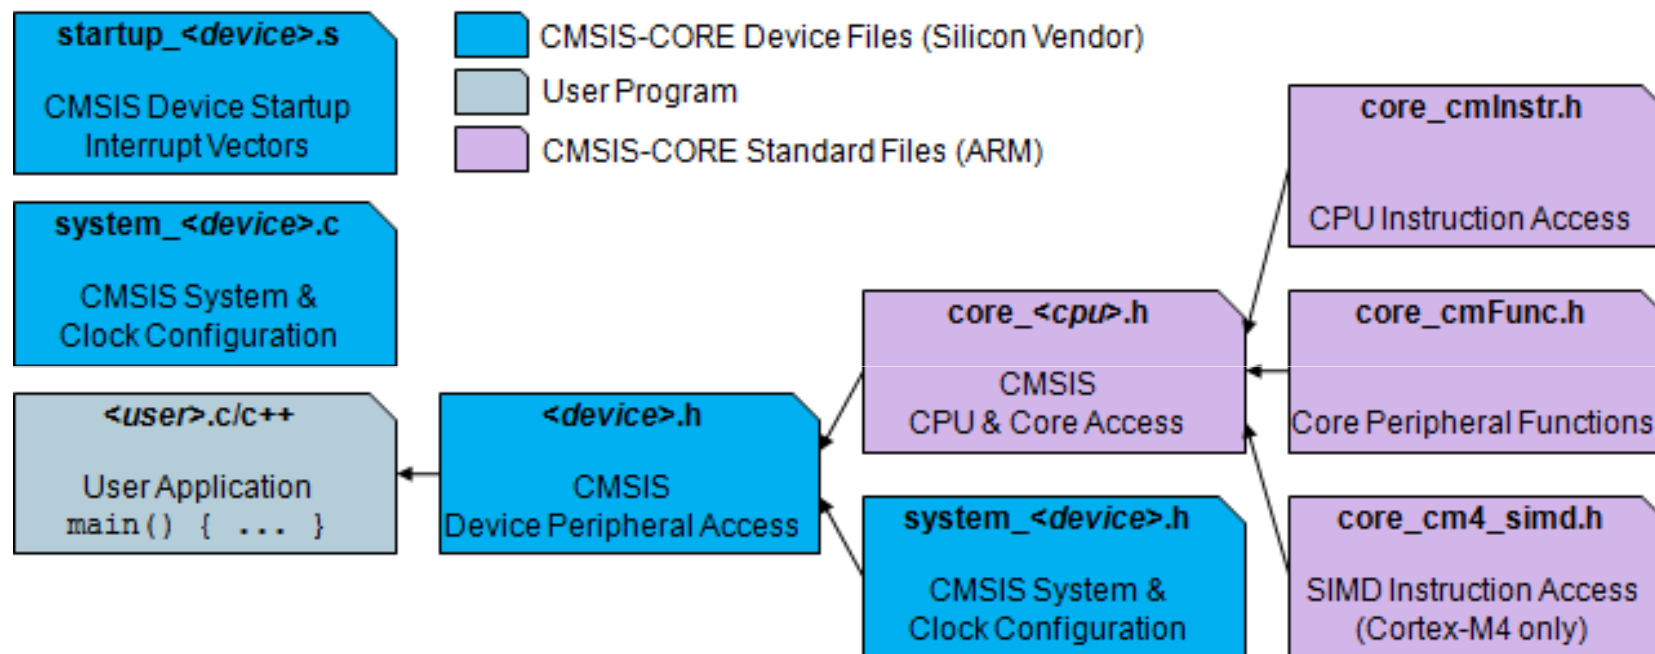 startup_<device>.s
CMSIS Device Startup
Interrupt Vectors
CMSIS-CORE Device Files (Silicon Vendor)
User Program
CMSIS-CORE Standard Files (ARM)
core_cmInstr.h
CPU Instruction Access
system_<device>.c
CMSIS System &
Clock Configuration
core_<cpu>.h
CMSIS
CPU & Core Access
core_cmFunc.h
Core Peripheral Functions
<user>.c/c++
User Application
main() { ... }
<device>.h
CMSIS
Device Peripheral Access
system_<device>.h
CMSIS System &
Clock Configuration
core_cm4_simd.h
SIMD Instruction Access
(Cortex-M4 only)